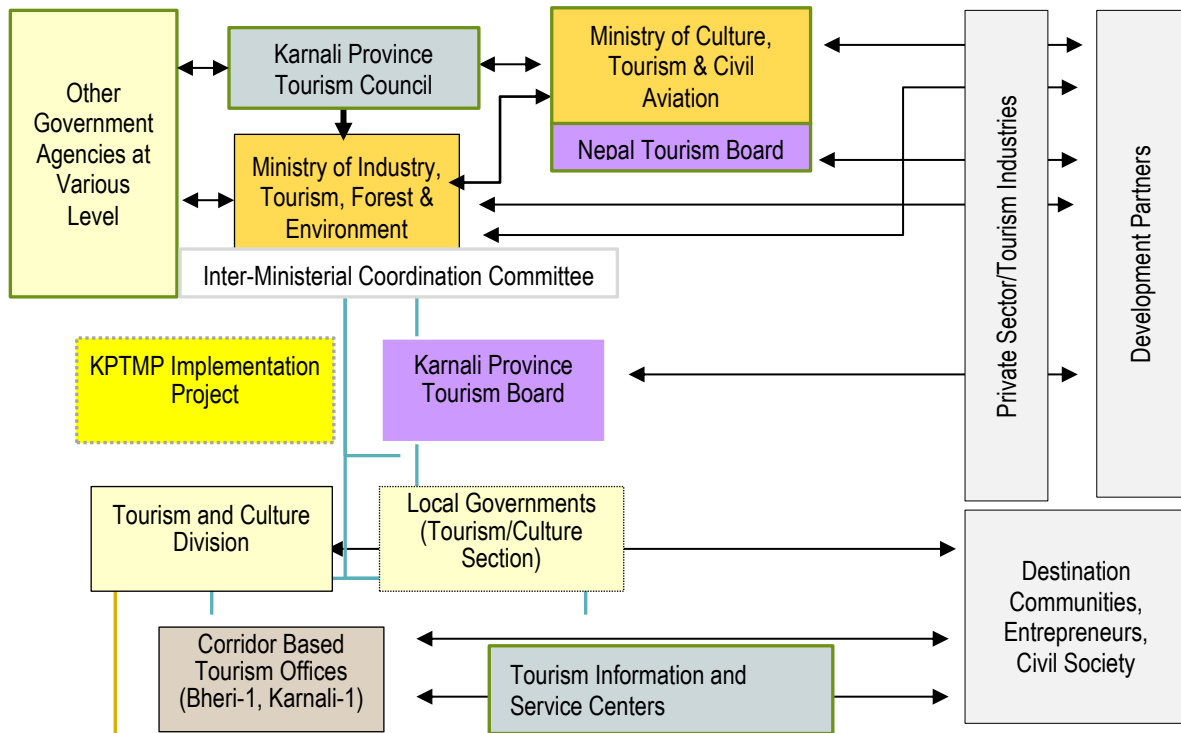 Other
Government
Agencies at
Various
Level
Karnali Province
Tourism Council
Ministry of Culture,
Tourism & Civil
Aviation
Nepal Tourism Board
Ministry of Industry,
Tourism, Forest &
Environment
Inter-Ministerial Coordination Committee
KPTMP Implementation
Project
Karnali Province
Tourism Board
Private Sector/Tourism Industries
Development Partners
Tourism and Culture
Division
Local Governments
(Tourism/Culture
Section)
Destination
Communities,
Entrepreneurs,
Civil Society
Corridor Based
Tourism Offices
(Bheri-1, Karnali-1)
Tourism Information and
Service Centers